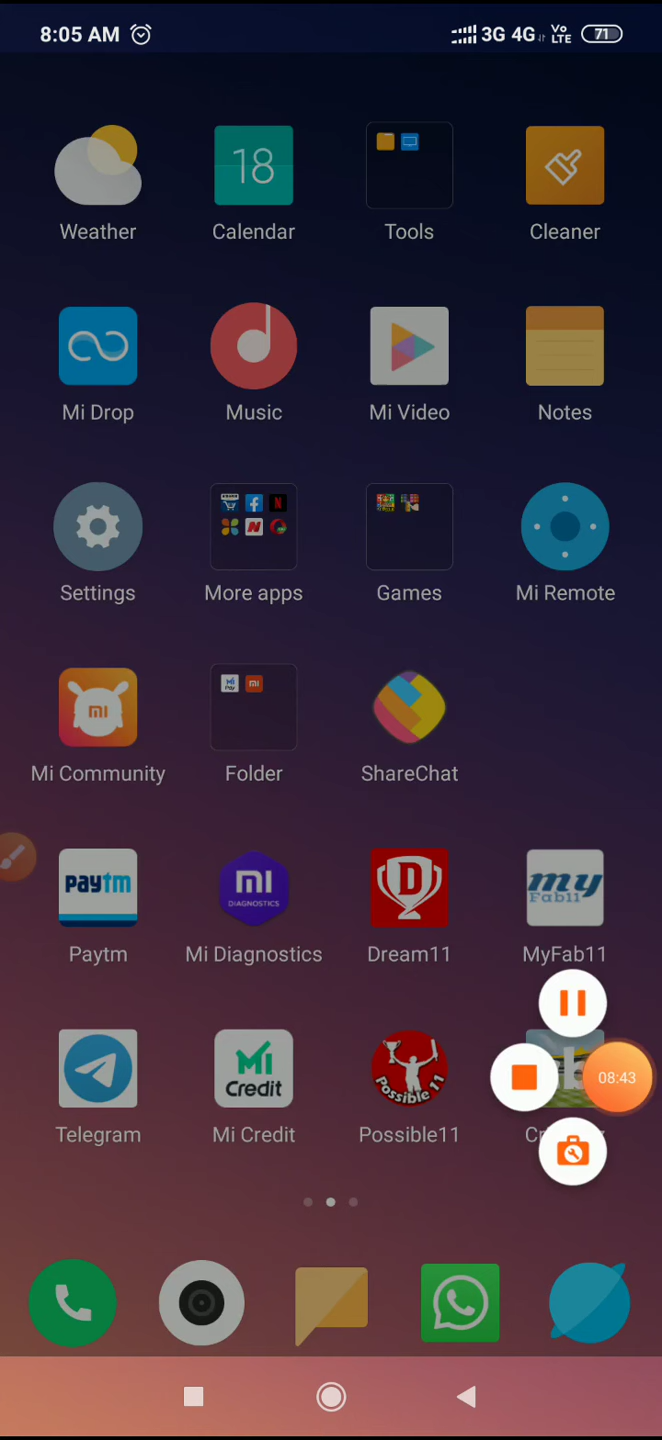 8:05 AM
3G 4G Vo LTE 71
18
Weather Calendar Tools Cleaner
Mi Drop Music Mi Video Notes
Settings More apps Games Mi Remote
mi
Mi Community Folder ShareChat
paytm mi DIAGNOSTICS D my Fab11
Paytm Mi Diagnostics Dream11 MyFab11
Mi Credit Possible 11
08:43
Telegram Mi Credit Possible11